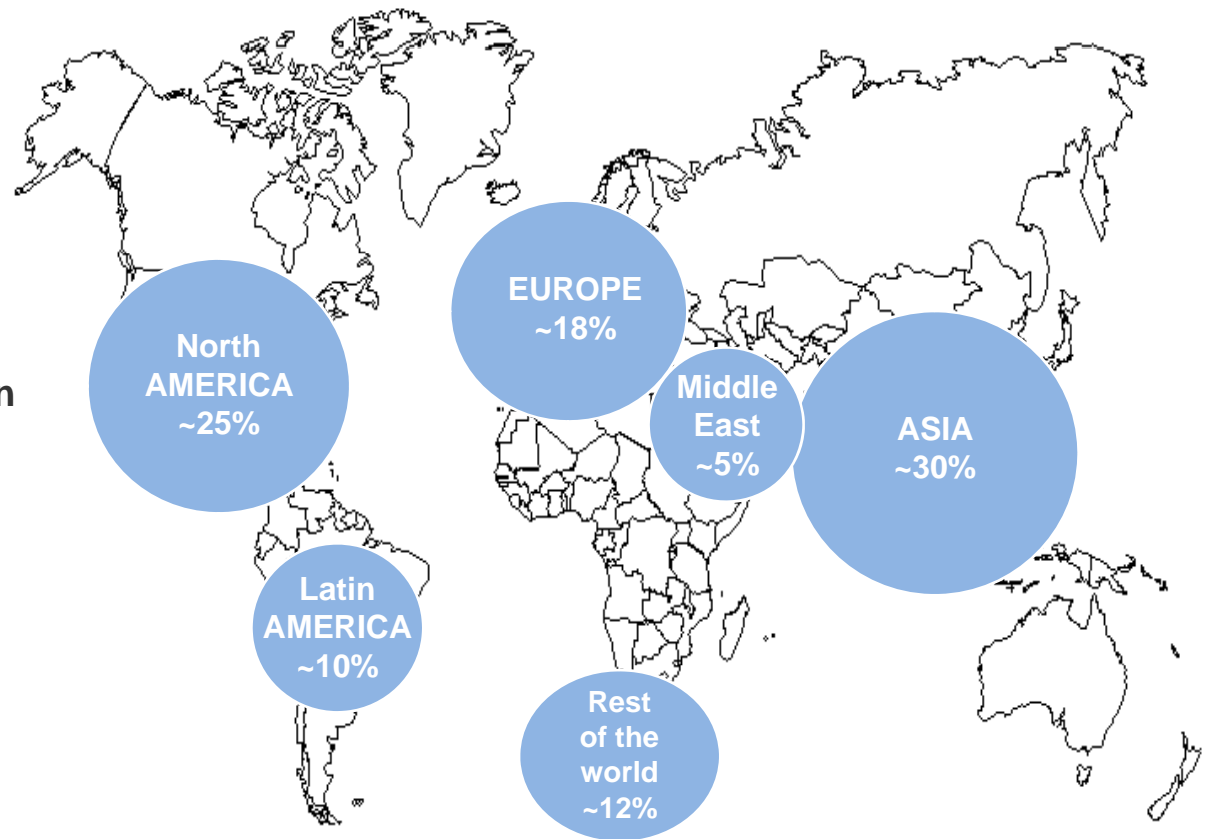 EUROPE
~18%
North
AMERICA
~25%
Middle
East
~5%
ASIA
~30%
Latin
AMERICA
~10%
Rest
of the
world
~12%